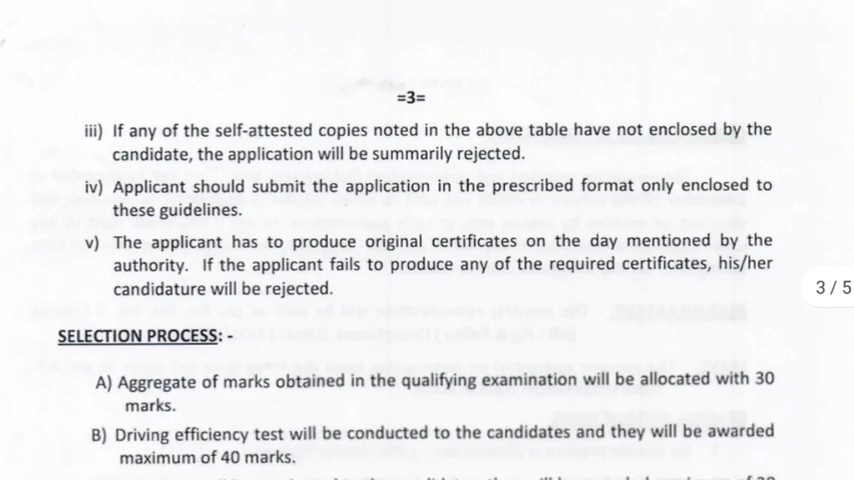 =3=
iii) If any of the self-attested copies noted in the above table have not enclosed by the
candidate, the application will be summarily rejected.
iv) Applicant should submit the application in the prescribed format only enclosed to
these guidelines.
v) The applicant has to produce original certificates on the day mentioned by the
authority. If the applicant fails to produce any of the required certificates, his/her
candidature will be rejected.
3 / 5
SELECTION PROCESS: -
A) Aggregate of marks obtained in the qualifying examination will be allocated with 30
marks.
B) Driving efficiency test will be conducted to the candidates and they will be awarded
maximum of 40 marks.